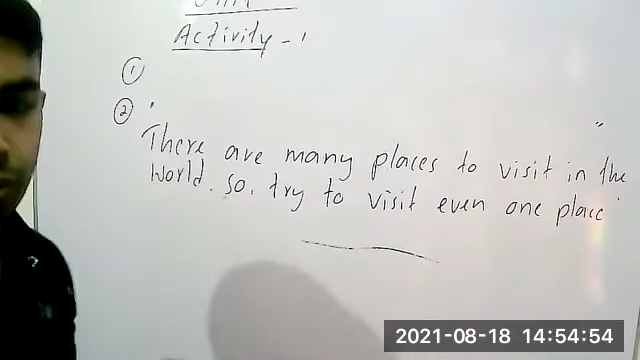 Activity - 1
①
② "
There are many places to visit in the
World. So, try to visit even one place"
2021-08-18 14:54:54